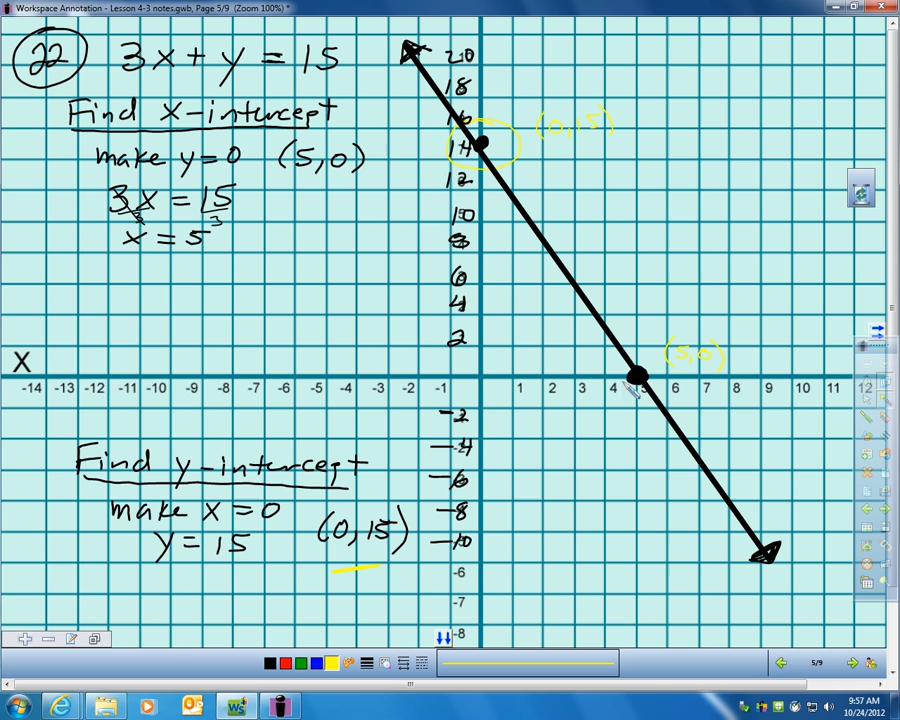 Workspace Annotation - Lesson 4-3 notes.gwb, Page 5/9 (Zoom 100%) *
22 3x + y = 15
Find x-intercept
make y=0 (5,0)
3x = 15
3 3
x = 5
20
18
16
14
12
10
8
6
4
2
(0,15)
(5,0)
X
-14 -13 -12 -11 -10 -9 -8 -7 -6 -5 -4 -3 -2 -1 1 2 3 4 5 6 7 8 9 10 11 12
-2
-4
-6
-8
-10
-6
-7
-8
Find y-intercept
make x = 0
y = 15 (0,15)
5/9
9:57 AM
10/24/2012